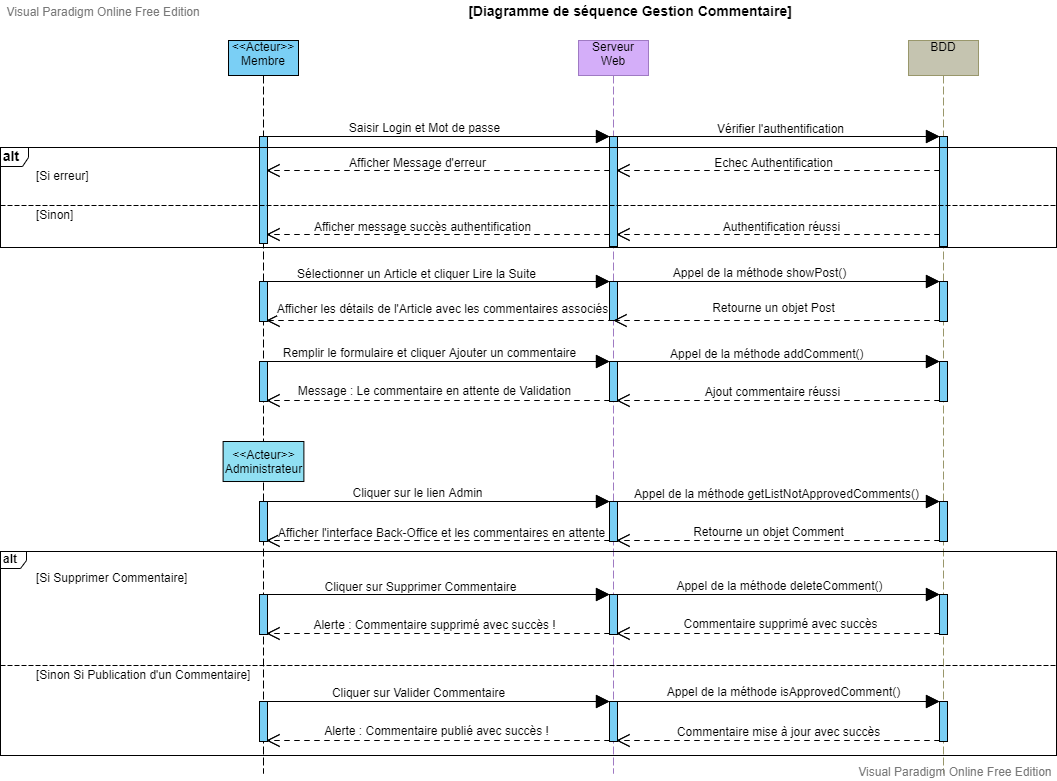 Visual Paradigm Online Free Edition
[Diagramme de séquence Gestion Commentaire]
<<Acteur>>
Membre
Serveur
Web
BDD
Saisir Login et Mot de passe
Vérifier l'authentification
alt
Afficher Message d'erreur
Echec Authentification
[Si erreur]
[Sinon]
Afficher message succès authentification
Authentification réussi
Sélectionner un Article et cliquer Lire la Suite
Appel de la méthode showPost()
Afficher les détails de l'Article avec les commentaires associés
Retourne un objet Post
Remplir le formulaire et cliquer Ajouter un commentaire
Appel de la méthode addComment()
Message : Le commentaire en attente de Validation
Ajout commentaire réussi
<<Acteur>>
Administrateur
Cliquer sur le lien Admin
Appel de la méthode getListNotApprovedComments()
Afficher l'interface Back-Office et les commentaires en attente
Retourne un objet Comment
alt
[Si Supprimer Commentaire]
Cliquer sur Supprimer Commentaire
Appel de la méthode deleteComment()
Alerte : Commentaire supprimé avec succès !
Commentaire supprimé avec succès
[Sinon Si Publication d'un Commentaire]
Cliquer sur Valider Commentaire
Appel de la méthode isApprovedComment()
Alerte : Commentaire publié avec succès !
Commentaire mise à jour avec succès
Visual Paradigm Online Free Edition